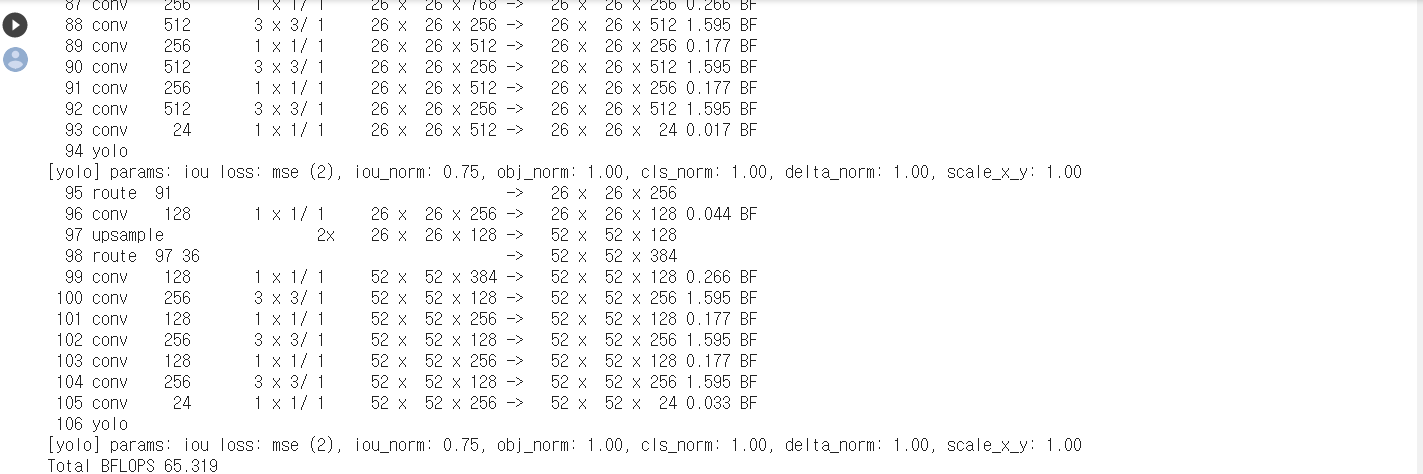 87 conv 256 1 x 1/ 1 26 x 26 x 768 -> 26 x 26 x 256 0.266 BF
88 conv 512 3 x 3/ 1 26 x 26 x 256 -> 26 x 26 x 512 1.595 BF
89 conv 256 1 x 1/ 1 26 x 26 x 512 -> 26 x 26 x 256 0.177 BF
90 conv 512 3 x 3/ 1 26 x 26 x 256 -> 26 x 26 x 512 1.595 BF
91 conv 256 1 x 1/ 1 26 x 26 x 512 -> 26 x 26 x 256 0.177 BF
92 conv 512 3 x 3/ 1 26 x 26 x 256 -> 26 x 26 x 512 1.595 BF
93 conv 24 1 x 1/ 1 26 x 26 x 512 -> 26 x 26 x 24 0.017 BF
94 yolo
[yolo] params: iou loss: mse (2), iou_norm: 0.75, obj_norm: 1.00, cls_norm: 1.00, delta_norm: 1.00, scale_x_y: 1.00
95 route 91 -> 26 x 26 x 256
96 conv 128 1 x 1/ 1 26 x 26 x 256 -> 26 x 26 x 128 0.044 BF
97 upsample 2x 26 x 26 x 128 -> 52 x 52 x 128
98 route 97 36 -> 52 x 52 x 384
99 conv 128 1 x 1/ 1 52 x 52 x 384 -> 52 x 52 x 128 0.266 BF
100 conv 256 3 x 3/ 1 52 x 52 x 128 -> 52 x 52 x 256 1.595 BF
101 conv 128 1 x 1/ 1 52 x 52 x 256 -> 52 x 52 x 128 0.177 BF
102 conv 256 3 x 3/ 1 52 x 52 x 128 -> 52 x 52 x 256 1.595 BF
103 conv 128 1 x 1/ 1 52 x 52 x 256 -> 52 x 52 x 128 0.177 BF
104 conv 256 3 x 3/ 1 52 x 52 x 128 -> 52 x 52 x 256 1.595 BF
105 conv 24 1 x 1/ 1 52 x 52 x 256 -> 52 x 52 x 24 0.033 BF
106 yolo
[yolo] params: iou loss: mse (2), iou_norm: 0.75, obj_norm: 1.00, cls_norm: 1.00, delta_norm: 1.00, scale_x_y: 1.00
Total BFLOPS 65.319